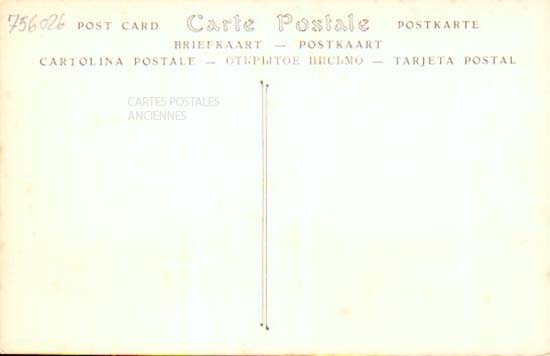 756026 POST CARD Carte Postale POSTKARTE
BRIEFKAART — POSTKAART
CARTOLINA POSTALE — ОТКРЫТОЕ ПИСЬМО — TARJETA POSTAL
CARTES POSTALES
ANCIENNES